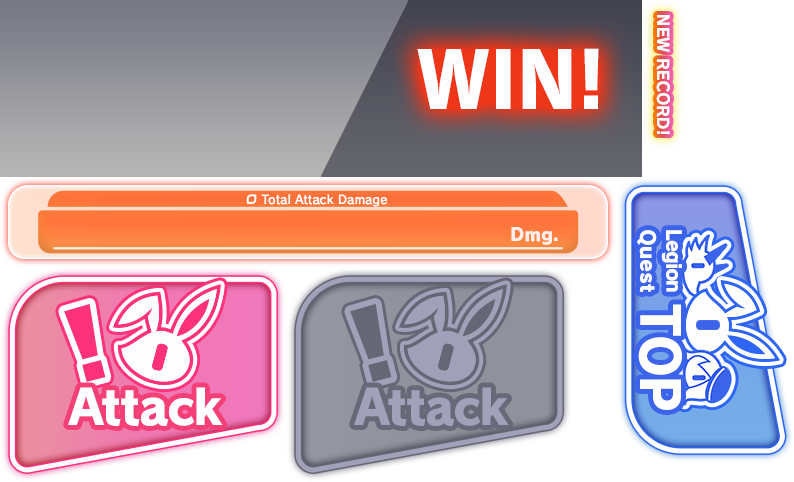 WIN!
NEW RECORD!
Total Attack Damage
Dmg.
Legion
Quest
TOP
! Attack
! Attack